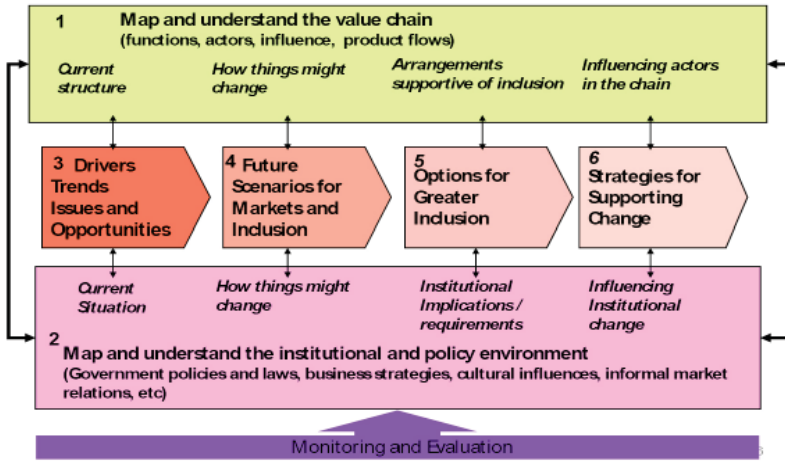 1 Map and understand the value chain
(functions, actors, influence, product flows)
Current
structure
How things might
change
Arrangements
supportive of inclusion
Influencing actors
in the chain
3 Drivers
Trends
Issues and
Opportunities
4 Future
Scenarios for
Markets and
Inclusion
5
Options for
Greater
Inclusion
6
Strategies for
Supporting
Change
Current
Situation
How things might
change
Institutional
Implications /
requirements
Influencing
Institutional
change
2
Map and understand the institutional and policy environment
(Government policies and laws, business strategies, cultural influences, informal market
relations, etc)
Monitoring and Evaluation